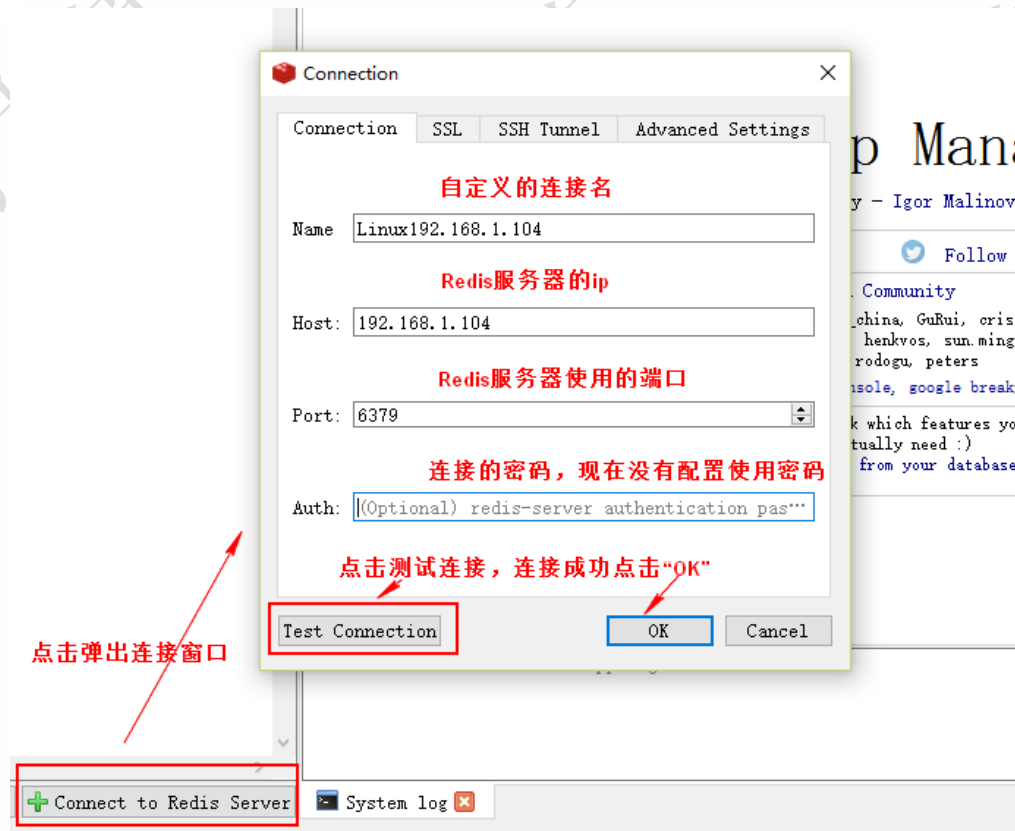 Connection
Connection SSL SSH Tunnel Advanced Settings
自定义的连接名
Name Linux192.168.1.104
Redis服务器的ip
Host: 192.168.1.104
Redis服务器使用的端口
Port: 6379
连接的密码，现在没有配置使用密码
Auth: (Optional) redis-server authentication pas…
点击测试连接，连接成功点击“OK”
Test Connection OK Cancel
p Man
y - Igor Malinov
Follow
Community
_china, GuRui, cris
henkvos, sun.ming
rodogu, peters
nsole, google break
k which features yo
tually need :)
from your database
点击弹出连接窗口
Connect to Redis Server
System log